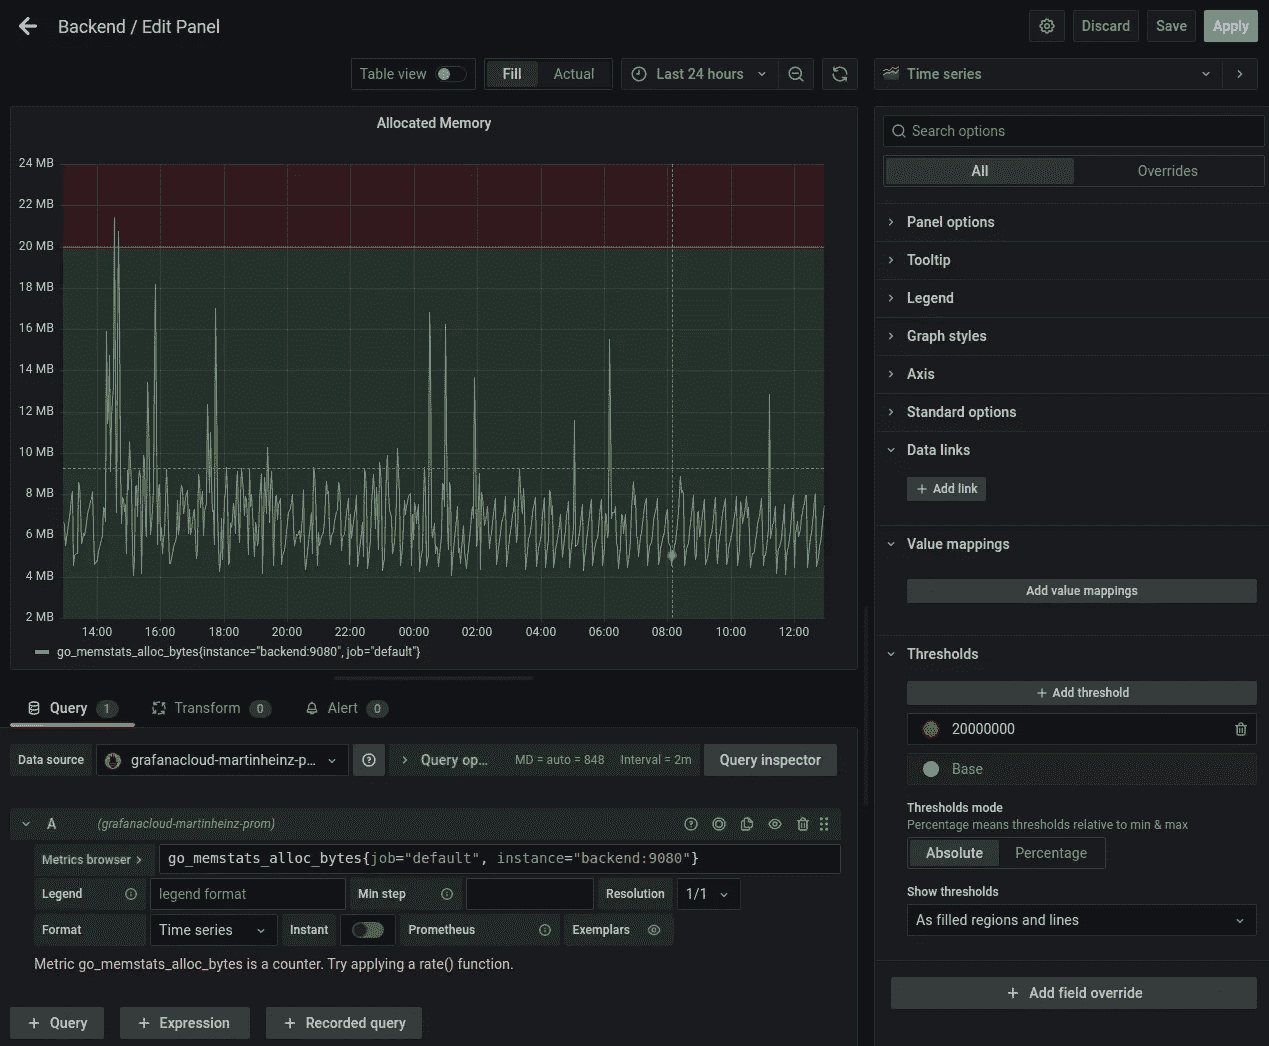 Backend / Edit Panel
Discard
Save
Apply
Table view
Fill
Actual
Last 24 hours
Time series
Allocated Memory
24 MB
22 MB
20 MB
18 MB
16 MB
14 MB
12 MB
10 MB
8 MB
6 MB
4 MB
2 MB
14:00 16:00 18:00 20:00 22:00 00:00 02:00 04:00 06:00 08:00 10:00 12:00
go_memstats_alloc_bytes{instance="backend:9080", job="default"}
Search options
All
Overrides
Panel options
Tooltip
Legend
Graph styles
Axis
Standard options
Data links
+ Add link
Value mappings
Add value mappings
Thresholds
+ Add threshold
20000000
Base
Thresholds mode
Percentage means thresholds relative to min & max
Absolute
Percentage
Show thresholds
As filled regions and lines
+ Add field override
Query 1
Transform 0
Alert 0
Data source
grafanacloud-martinheinz-p...
Query op...
MD = auto = 848
Interval = 2m
Query inspector
A
(grafanacloud-martinheinz-prom)
Metrics browser >
go_memstats_alloc_bytes{job="default", instance="backend:9080"}
Legend
legend format
Min step
Resolution
1/1
Format
Time series
Instant
Prometheus
Exemplars
Metric go_memstats_alloc_bytes is a counter. Try applying a rate() function.
+ Query
+ Expression
+ Recorded query